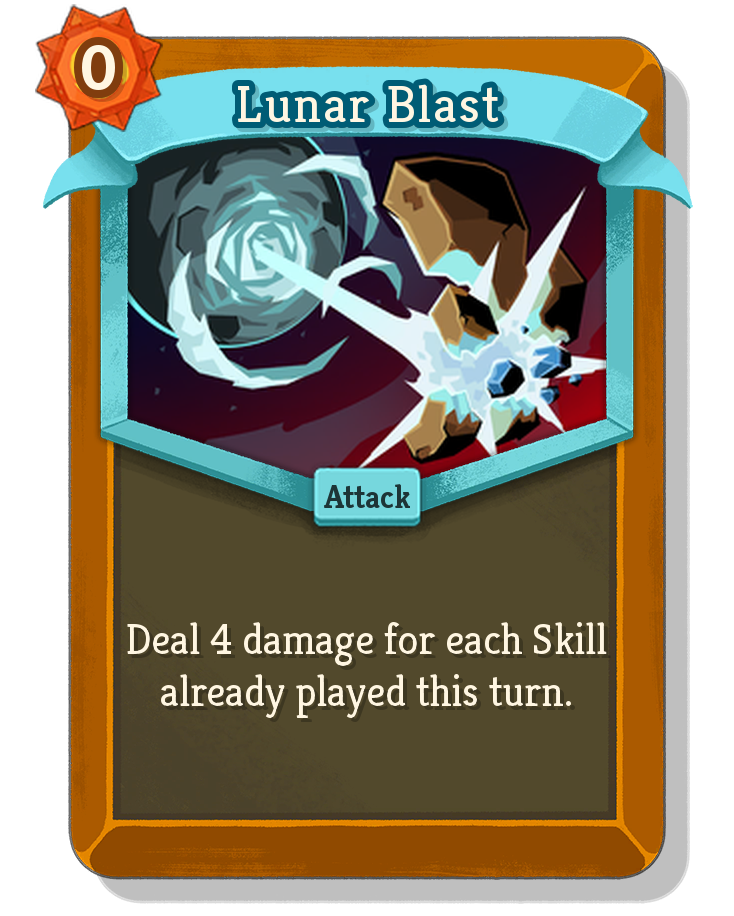 0
Lunar Blast
Attack
Deal 4 damage for each Skill
already played this turn.